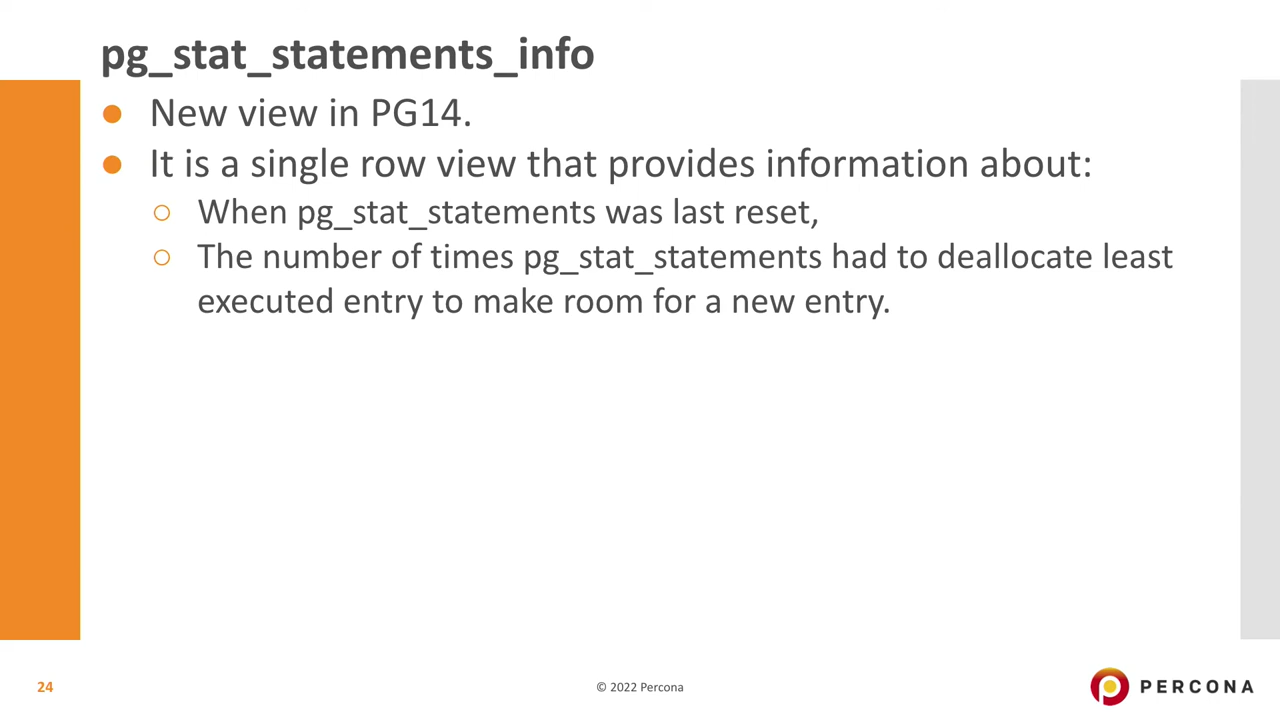 pg_stat_statements_info
● New view in PG14.
● It is a single row view that provides information about:
○ When pg_stat_statements was last reset,
○ The number of times pg_stat_statements had to deallocate least
executed entry to make room for a new entry.
24
© 2022 Percona
PERCONA